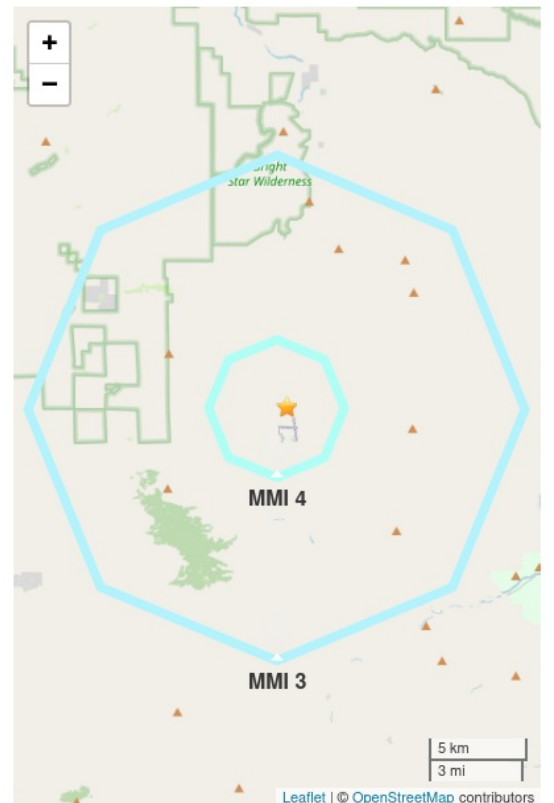 +
−
Bright
Star Wilderness
MMI 4
MMI 3
5 km
3 mi
Leaflet | © OpenStreetMap contributors